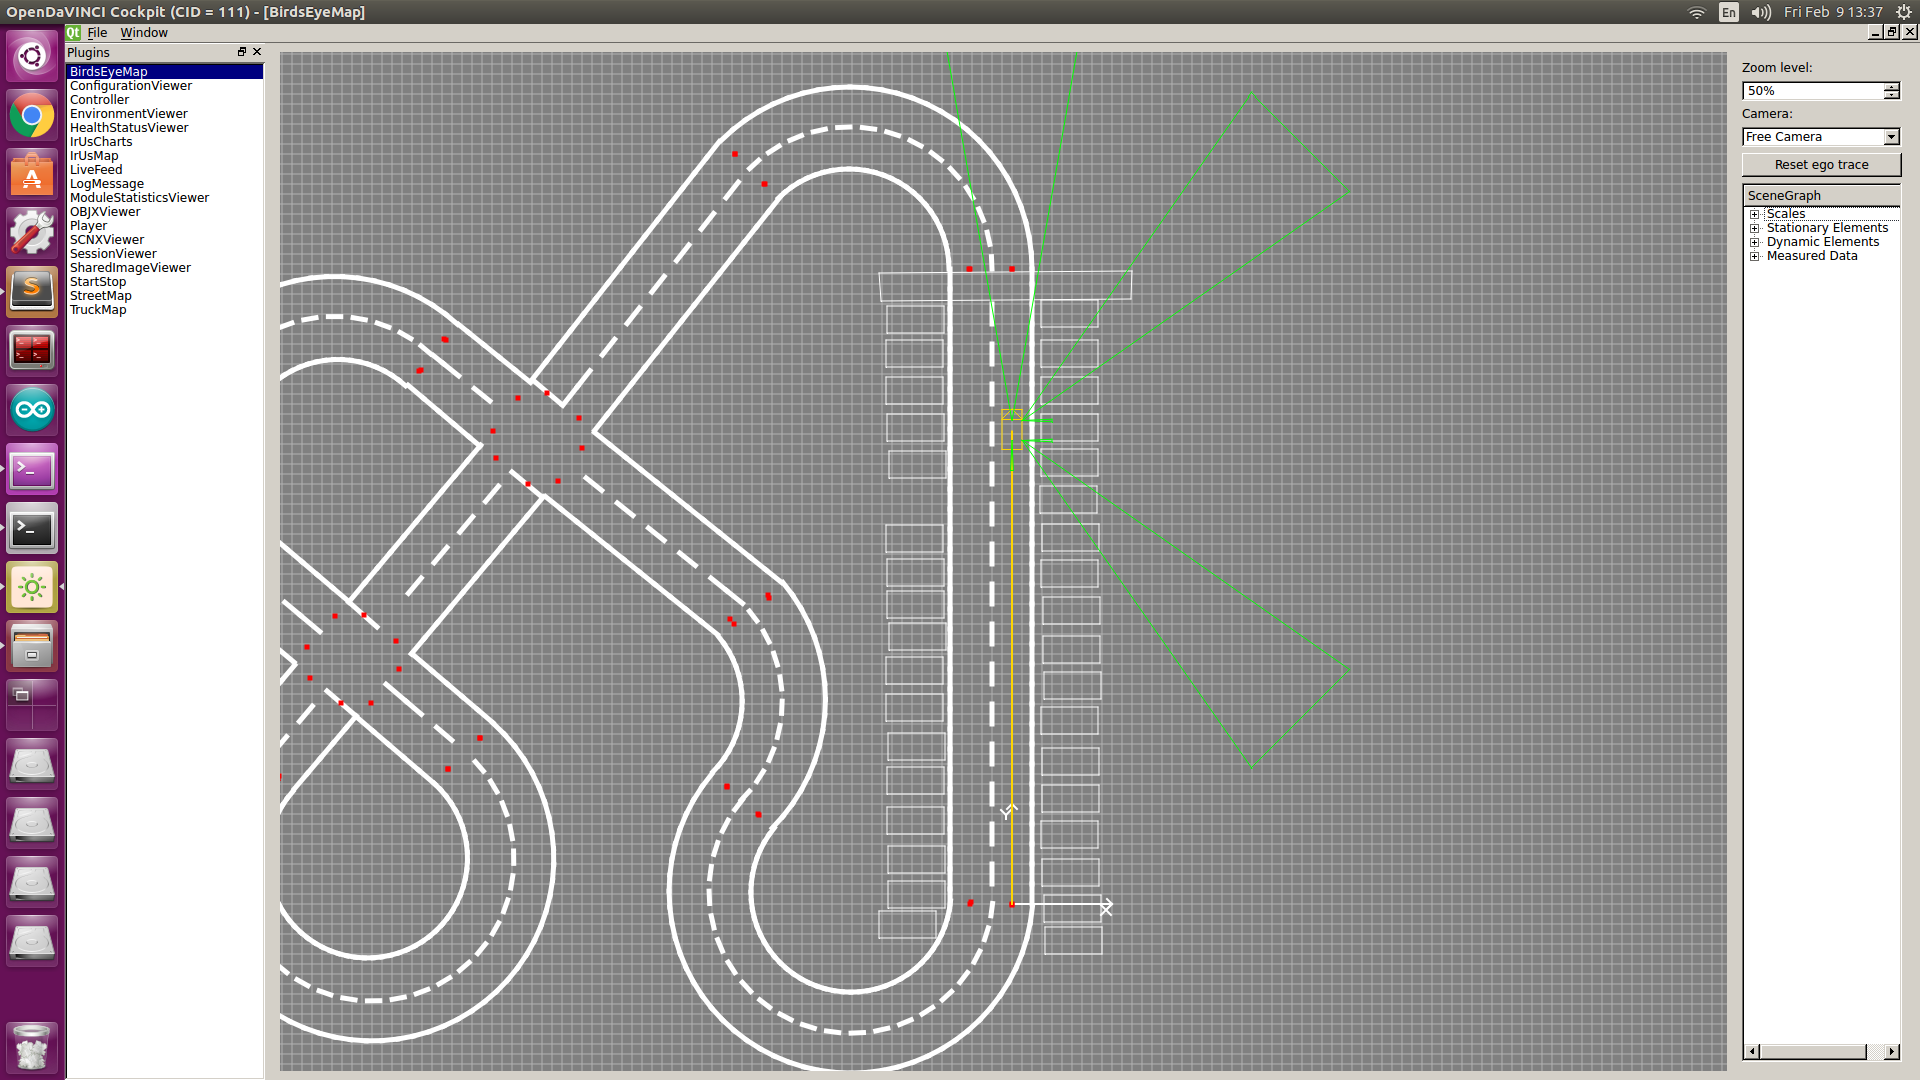 OpenDaVINCI Cockpit (CID = 111) - [BirdsEyeMap]
En
Fri Feb 9 13:37
Qt File Window
Plugins
BirdsEyeMap
ConfigurationViewer
Controller
EnvironmentViewer
HealthStatusViewer
IrUsCharts
IrUsMap
LiveFeed
LogMessage
ModuleStatisticsViewer
OBJXViewer
Player
SCNXViewer
SessionViewer
SharedImageViewer
StartStop
StreetMap
TruckMap
Y
X
Zoom level:
50%
Camera:
Free Camera
Reset ego trace
SceneGraph
Scales
Stationary Elements
Dynamic Elements
Measured Data